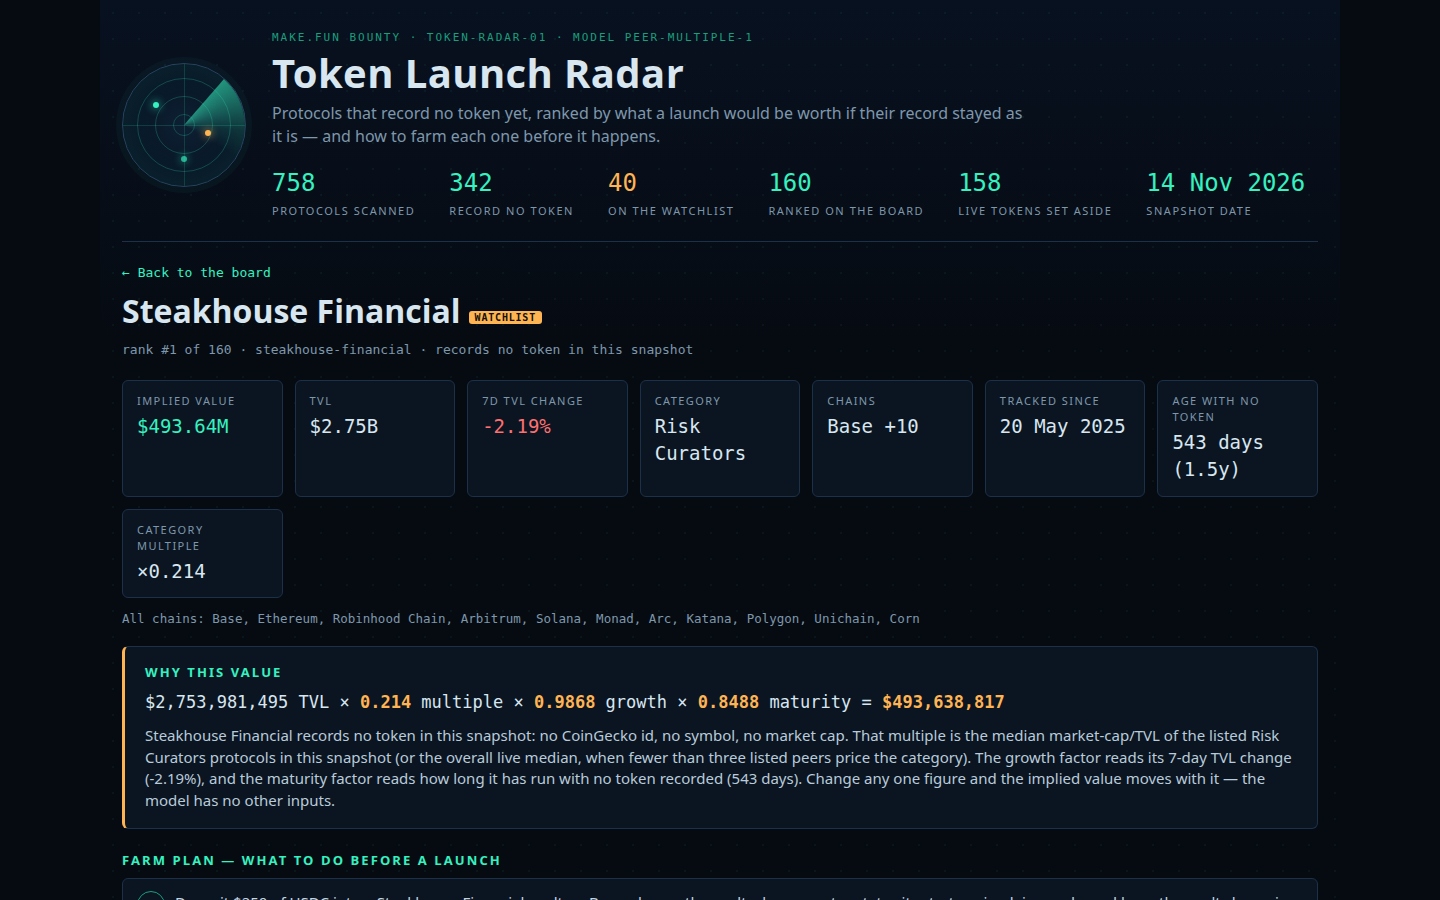 MAKE.FUN BOUNTY · TOKEN-RADAR-01 · MODEL PEER-MULTIPLE-1
Token Launch Radar
Protocols that record no token yet, ranked by what a launch would be worth if their record stayed as
it is — and how to farm each one before it happens.
758
342
40
160
158
14 Nov 2026
PROTOCOLS SCANNED
RECORD NO TOKEN
ON THE WATCHLIST
RANKED ON THE BOARD
LIVE TOKENS SET ASIDE
SNAPSHOT DATE
← Back to the board
Steakhouse Financial WATCHLIST
rank #1 of 160 · steakhouse-financial · records no token in this snapshot
IMPLIED VALUE
$493.64M
TVL
$2.75B
7D TVL CHANGE
-2.19%
CATEGORY
Risk
Curators
CHAINS
Base +10
TRACKED SINCE
20 May 2025
AGE WITH NO
TOKEN
543 days
(1.5y)
CATEGORY
MULTIPLE
×0.214
All chains: Base, Ethereum, Robinhood Chain, Arbitrum, Solana, Monad, Arc, Katana, Polygon, Unichain, Corn
WHY THIS VALUE
$2,753,981,495 TVL × 0.214 multiple × 0.9868 growth × 0.8488 maturity = $493,638,817
Steakhouse Financial records no token in this snapshot: no CoinGecko id, no symbol, no market cap. That multiple is the median market-cap/TVL of the listed Risk
Curators protocols in this snapshot (or the overall live median, when fewer than three listed peers price the category). The growth factor reads its 7-day TVL change
(-2.19%), and the maturity factor reads how long it has run with no token recorded (543 days). Change any one figure and the implied value moves with it — the
model has no other inputs.
FARM PLAN — WHAT TO DO BEFORE A LAUNCH